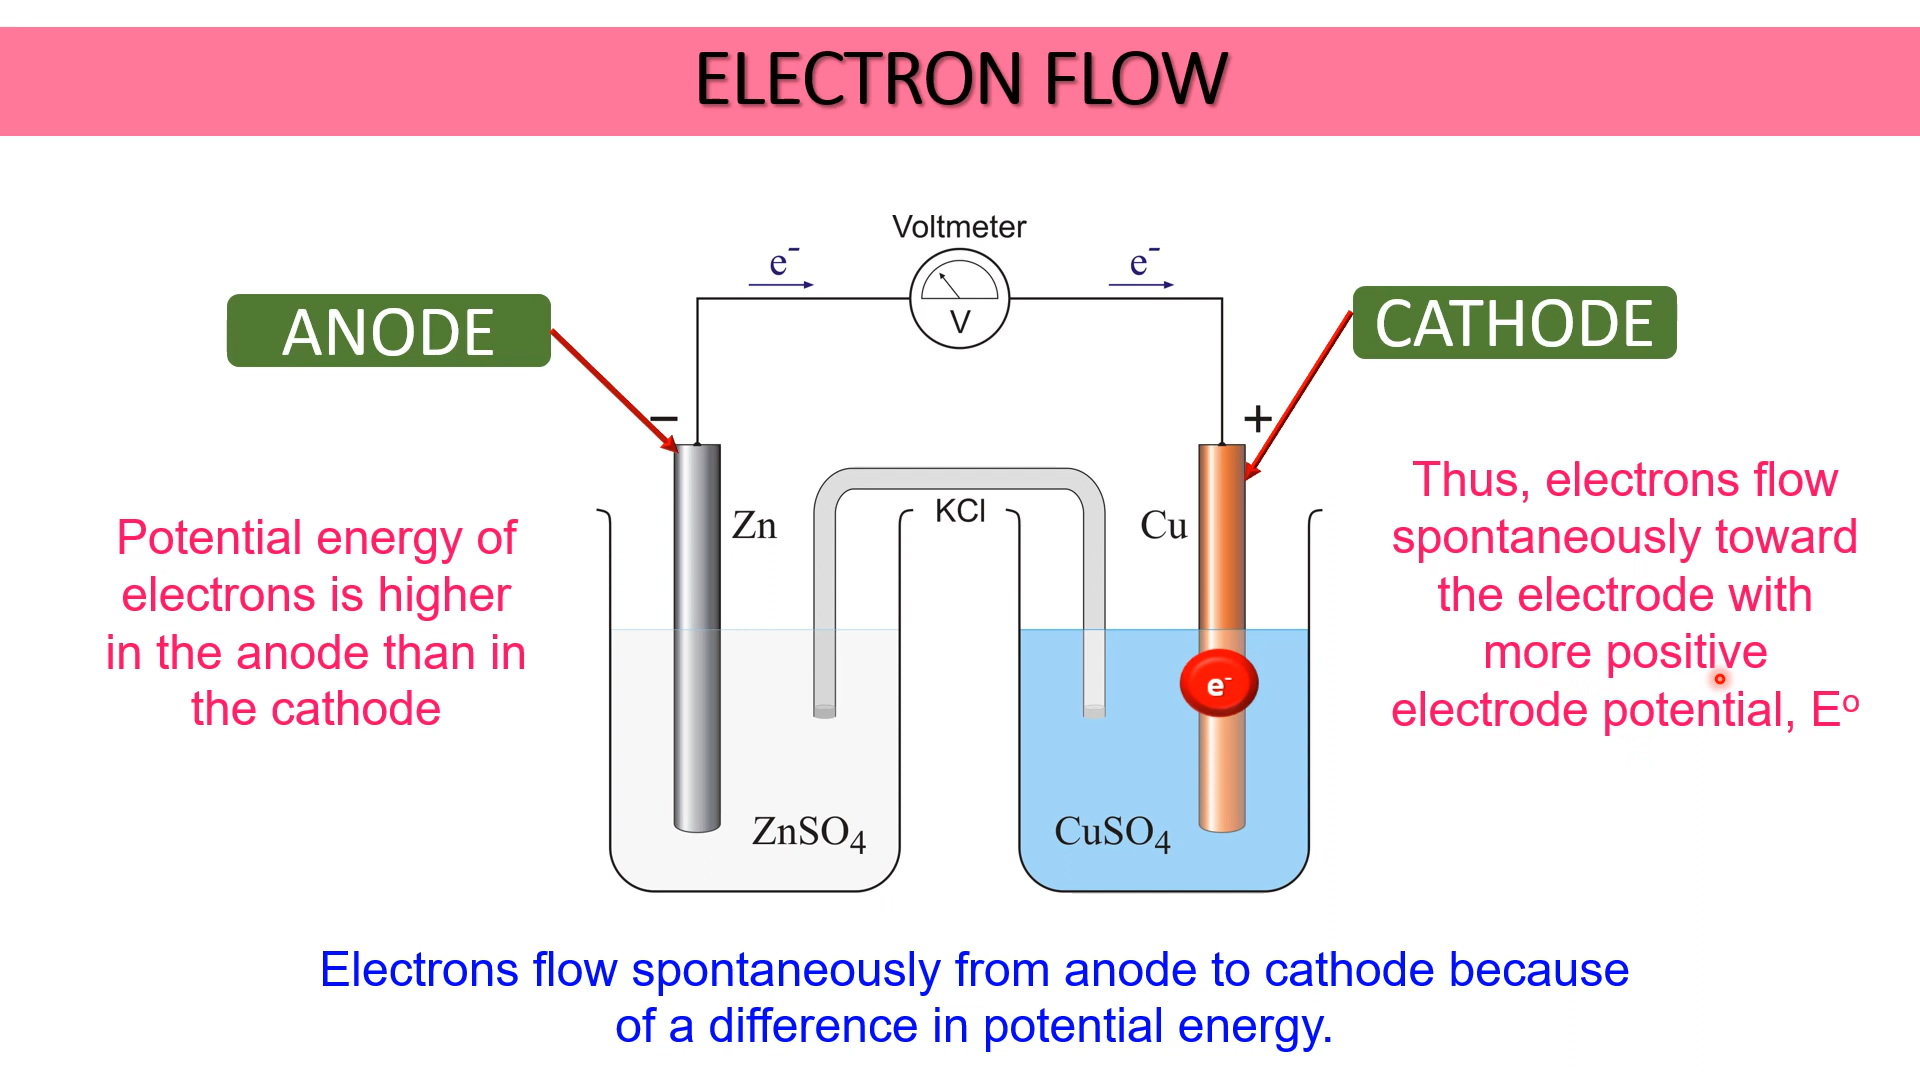 ELECTRON FLOW
Voltmeter
e⁻
e⁻
V
ANODE
CATHODE
−
+
Zn
KCl
Cu
Potential energy of
electrons is higher
in the anode than in
the cathode
Thus, electrons flow
spontaneously toward
the electrode with
more positive
electrode potential, Eº
e⁻
ZnSO₄
CuSO₄
Electrons flow spontaneously from anode to cathode because
of a difference in potential energy.